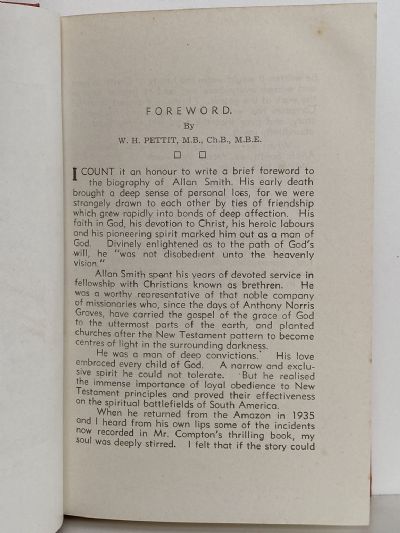 FOREWORD.
By
W. H. PETTIT, M.B., Ch.B., M.B.E.
I COUNT it an honour to write a brief foreword to
the biography of Allan Smith. His early death
brought a deep sense of personal loss, for we were
strangely drawn to each other by ties of friendship
which grew rapidly into bonds of deep affection. His
faith in God, his devotion to Christ, his heroic labours
and his pioneering spirit marked him out as a man of
God. Divinely enlightened as to the path of God's
will, he "was not disobedient unto the heavenly
vision."
Allan Smith spent his years of devoted service in
fellowship with Christians known as brethren. He
was a worthy representative of that noble company
of missionaries who, since the days of Anthony Norris
Groves, have carried the gospel of the grace of God
to the uttermost parts of the earth, and planted
churches after the New Testament pattern to become
centres of light in the surrounding darkness.
He was a man of deep convictions. His love
embraced every child of God. A narrow and exclu-
sive spirit he could not tolerate. But he realised
the immense importance of loyal obedience to New
Testament principles and proved their effectiveness
on the spiritual battlefields of South America.
When he returned from the Amazon in 1935
and I heard from his own lips some of the incidents
now recorded in Mr. Compton's thrilling book, my
soul was deeply stirred. I felt that if the story could